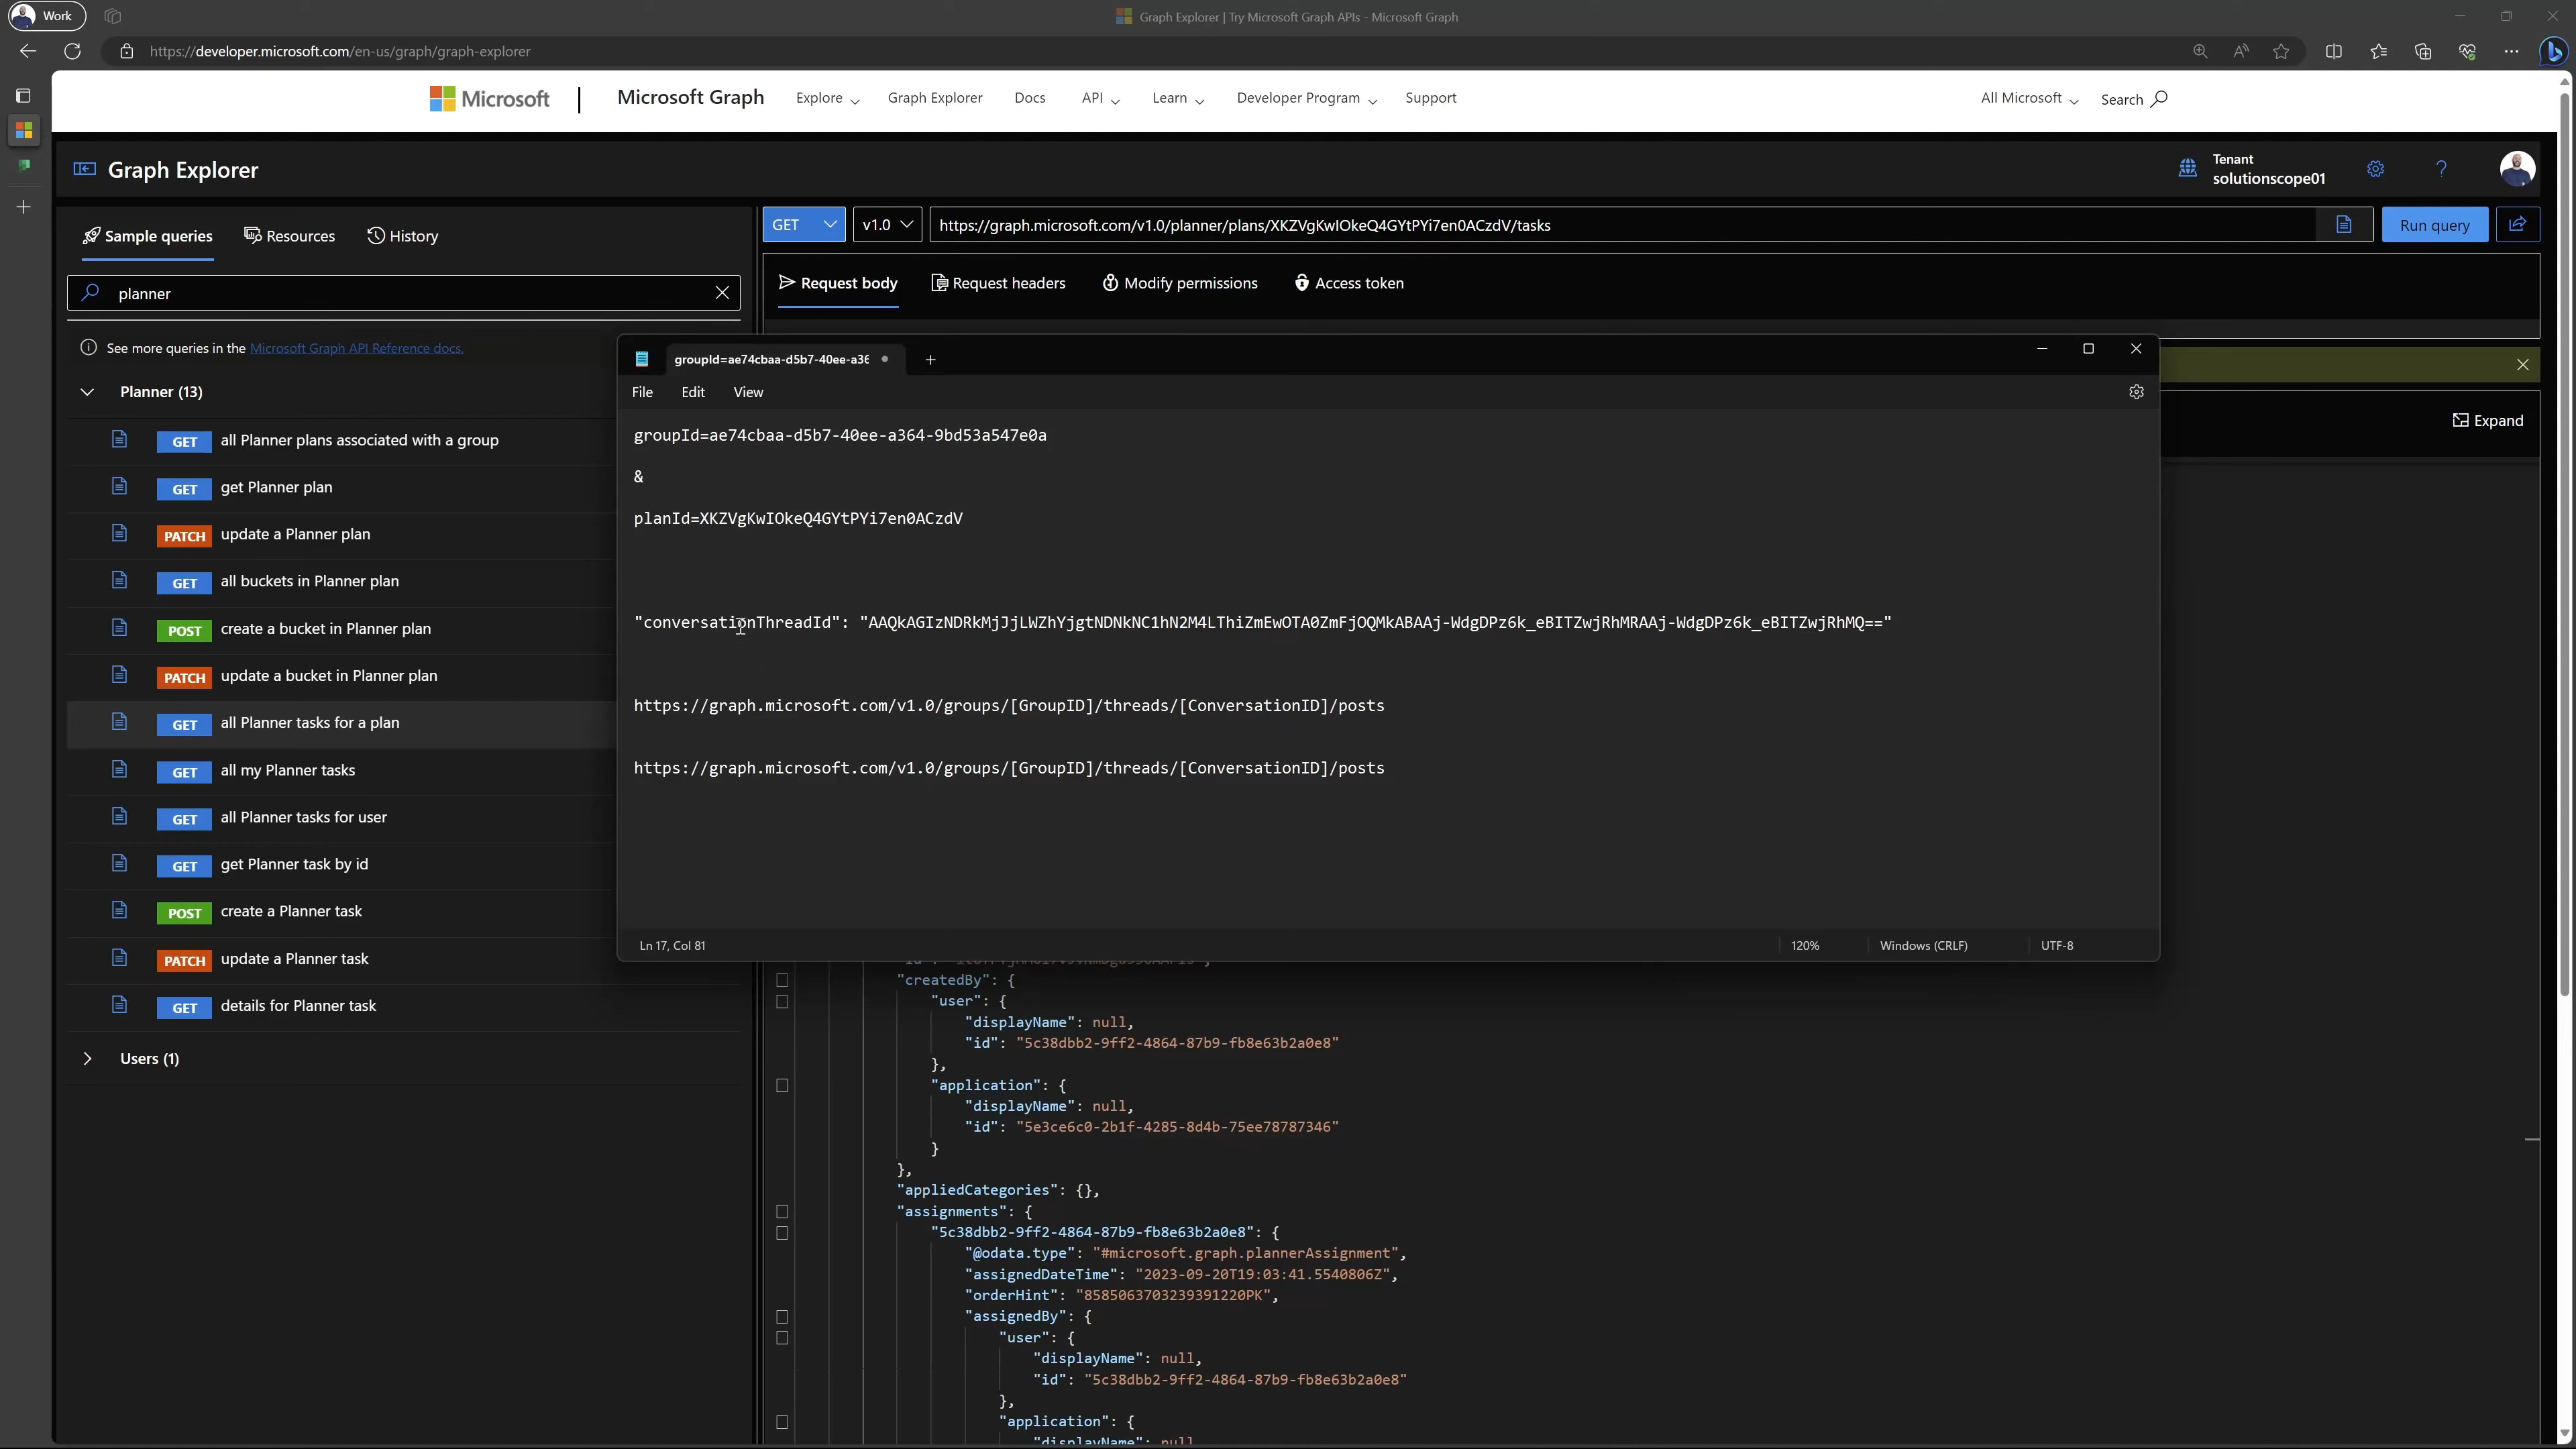 Work
Graph Explorer | Try Microsoft Graph APIs - Microsoft Graph
https://developer.microsoft.com/en-us/graph/graph-explorer
Microsoft
Microsoft Graph
Explore
Graph Explorer
Docs
API
Learn
Developer Program
Support
All Microsoft
Search
Graph Explorer
Tenant
solutionscope01
Sample queries
Resources
History
GET
v1.0
https://graph.microsoft.com/v1.0/planner/plans/XKZVgKwIOkeQ4GYtPYi7en0ACzdV/tasks
Run query
planner
Request body
Request headers
Modify permissions
Access token
See more queries in the Microsoft Graph API Reference docs.
Planner (13)
GET all Planner plans associated with a group
GET get Planner plan
PATCH update a Planner plan
GET all buckets in Planner plan
POST create a bucket in Planner plan
PATCH update a bucket in Planner plan
GET all Planner tasks for a plan
GET all my Planner tasks
GET all Planner tasks for user
GET get Planner task by id
POST create a Planner task
PATCH update a Planner task
GET details for Planner task
Users (1)
Expand
groupId=ae74cbaa-d5b7-40ee-a36
File Edit View
groupId=ae74cbaa-d5b7-40ee-a364-9bd53a547e0a
&
planId=XKZVgKwIOkeQ4GYtPYi7en0ACzdV
"conversationThreadId": "AAQkAGIzNDRkMjJjLWZhYjgtNDNkNC1hN2M4LThiZmEwOTA0ZmFjOQMkABAAj-WdgDPz6k_eBITZwjRhMRAAj-WdgDPz6k_eBITZwjRhMQ=="
https://graph.microsoft.com/v1.0/groups/[GroupID]/threads/[ConversationID]/posts
https://graph.microsoft.com/v1.0/groups/[GroupID]/threads/[ConversationID]/posts
Ln 17, Col 81
120%
Windows (CRLF)
UTF-8
"createdBy": {
"user": {
"displayName": null,
"id": "5c38dbb2-9ff2-4864-87b9-fb8e63b2a0e8"
},
"application": {
"displayName": null,
"id": "5e3ce6c0-2b1f-4285-8d4b-75ee78787346"
}
},
"appliedCategories": {},
"assignments": {
"5c38dbb2-9ff2-4864-87b9-fb8e63b2a0e8": {
"@odata.type": "#microsoft.graph.plannerAssignment",
"assignedDateTime": "2023-09-20T19:03:41.5540806Z",
"orderHint": "8585063703239391220PK",
"assignedBy": {
"user": {
"displayName": null,
"id": "5c38dbb2-9ff2-4864-87b9-fb8e63b2a0e8"
},
"application": {
"displayName": null